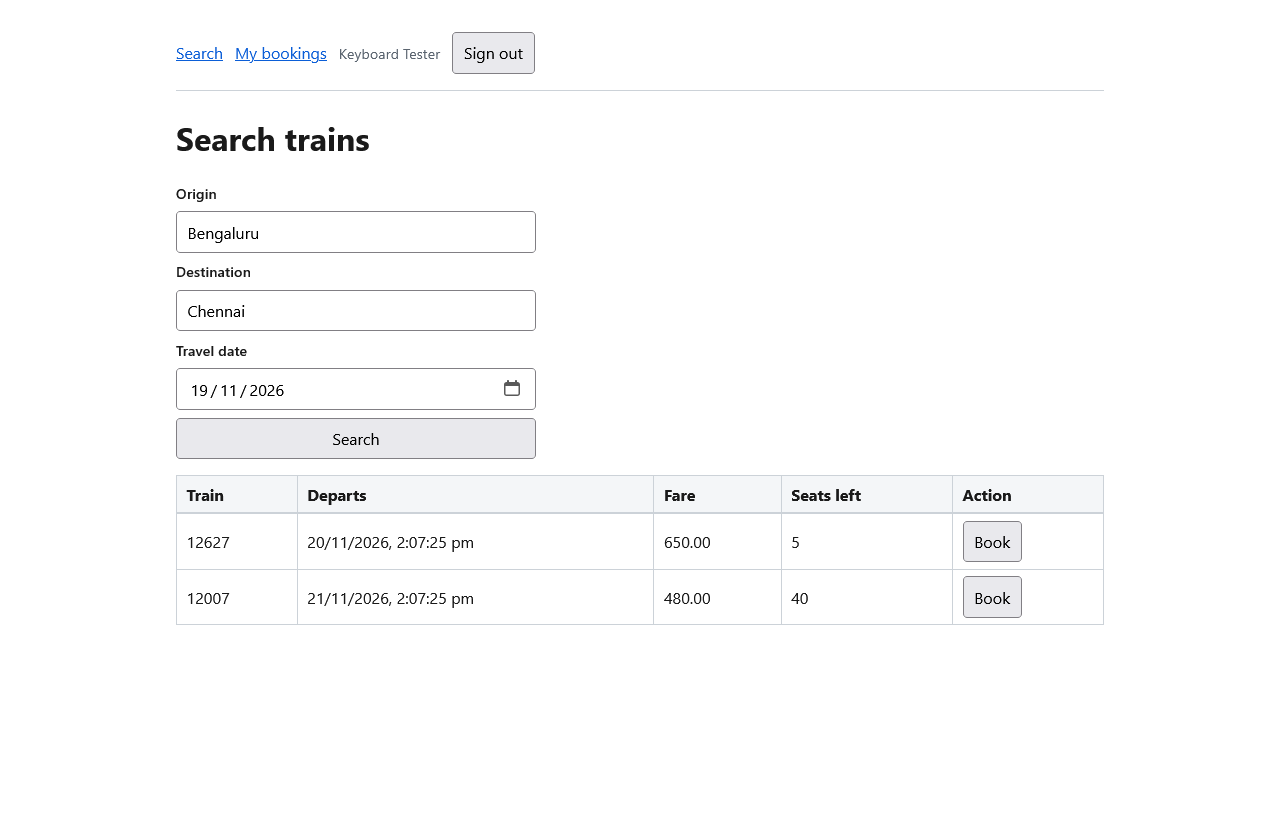 Search My bookings Keyboard Tester Sign out
Search trains
Origin
Bengaluru
Destination
Chennai
Travel date
19/11/2026
Search
Train Departs Fare Seats left Action
12627 20/11/2026, 2:07:25 pm 650.00 5 Book
12007 21/11/2026, 2:07:25 pm 480.00 40 Book